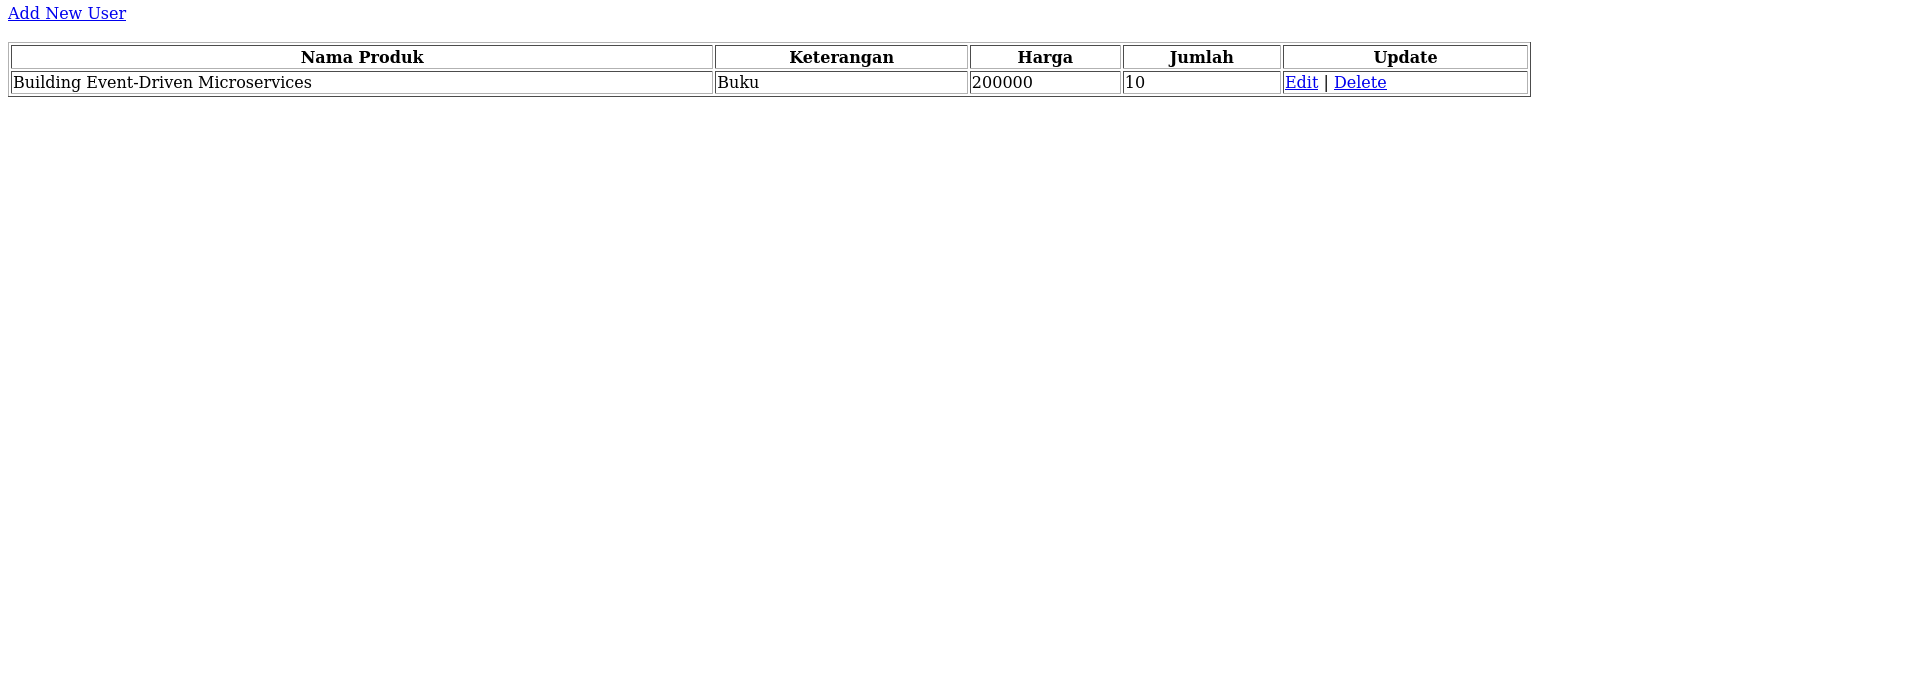 Add New User
Nama Produk Keterangan Harga Jumlah Update
Building Event-Driven Microservices Buku 200000 10 Edit | Delete